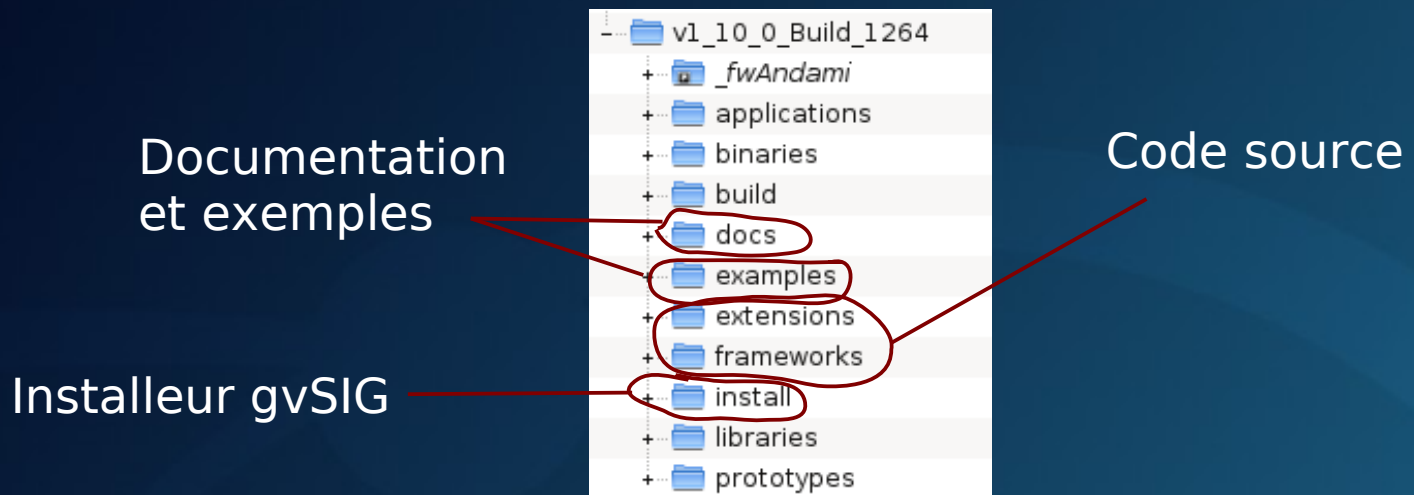 Documentation
et exemples
Installeur gvSIG
v1_10_0_Build_1264
_fwAndami
applications
binaries
build
docs
examples
extensions
frameworks
install
libraries
prototypes
Code source